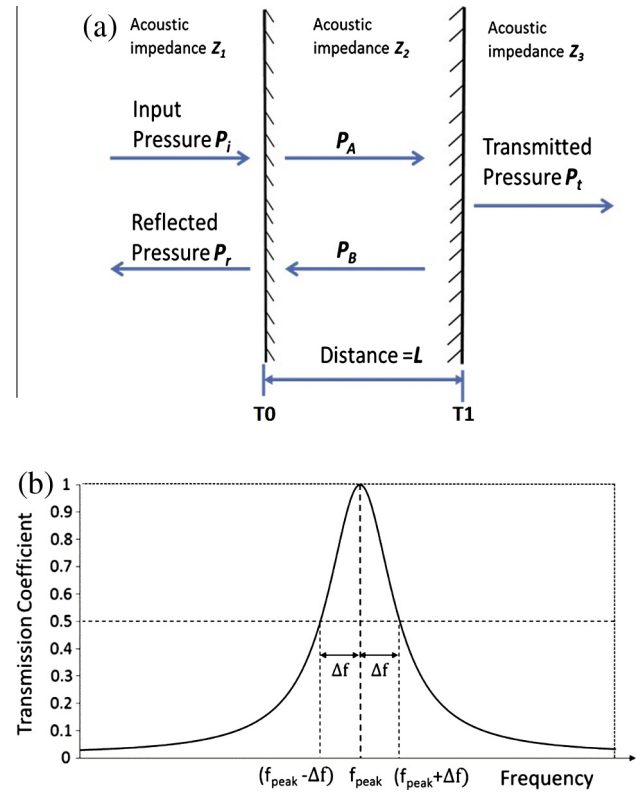 (a)
Acoustic
impedance Z1
Acoustic
impedance Z2
Acoustic
impedance Z3
Input
Pressure Pi
PA
Transmitted
Pressure Pt
Reflected
Pressure Pr
PB
Distance =L
T0
T1
(b)
Transmission Coefficient
1
0.9
0.8
0.7
0.6
0.5
0.4
0.3
0.2
0.1
0
Δf
Δf
(fpeak -Δf)
fpeak
(fpeak+Δf)
Frequency